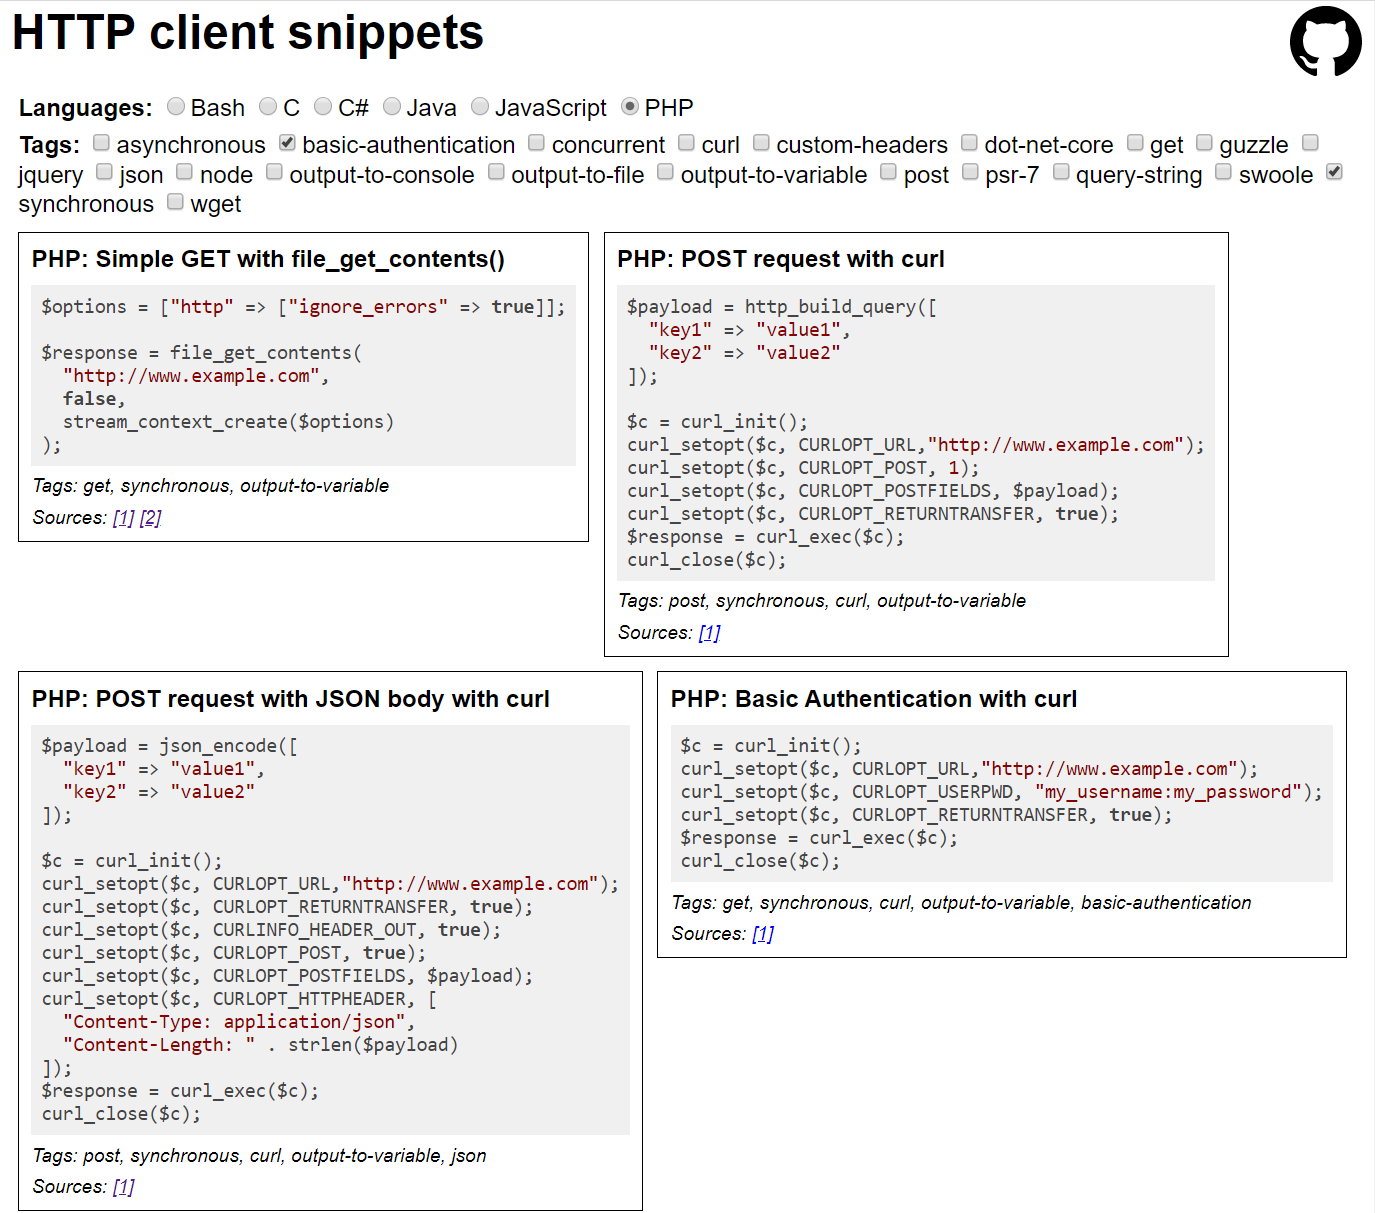 HTTP client snippets
Languages: Bash C C# Java JavaScript PHP
Tags: asynchronous basic-authentication concurrent curl custom-headers dot-net-core get guzzle
jquery json node output-to-console output-to-file output-to-variable post psr-7 query-string swoole
synchronous wget
PHP: Simple GET with file_get_contents()
$options = ["http" => ["ignore_errors" => true]];
$response = file_get_contents(
  "http://www.example.com",
  false,
  stream_context_create($options)
);
Tags: get, synchronous, output-to-variable
Sources: [1] [2]
PHP: POST request with curl
$payload = http_build_query([
  "key1" => "value1",
  "key2" => "value2"
]);
$c = curl_init();
curl_setopt($c, CURLOPT_URL,"http://www.example.com");
curl_setopt($c, CURLOPT_POST, 1);
curl_setopt($c, CURLOPT_POSTFIELDS, $payload);
curl_setopt($c, CURLOPT_RETURNTRANSFER, true);
$response = curl_exec($c);
curl_close($c);
Tags: post, synchronous, curl, output-to-variable
Sources: [1]
PHP: POST request with JSON body with curl
$payload = json_encode([
  "key1" => "value1",
  "key2" => "value2"
]);
$c = curl_init();
curl_setopt($c, CURLOPT_URL,"http://www.example.com");
curl_setopt($c, CURLOPT_RETURNTRANSFER, true);
curl_setopt($c, CURLINFO_HEADER_OUT, true);
curl_setopt($c, CURLOPT_POST, true);
curl_setopt($c, CURLOPT_POSTFIELDS, $payload);
curl_setopt($c, CURLOPT_HTTPHEADER, [
  "Content-Type: application/json",
  "Content-Length: " . strlen($payload)
]);
$response = curl_exec($c);
curl_close($c);
Tags: post, synchronous, curl, output-to-variable, json
Sources: [1]
PHP: Basic Authentication with curl
$c = curl_init();
curl_setopt($c, CURLOPT_URL,"http://www.example.com");
curl_setopt($c, CURLOPT_USERPWD, "my_username:my_password");
curl_setopt($c, CURLOPT_RETURNTRANSFER, true);
$response = curl_exec($c);
curl_close($c);
Tags: get, synchronous, curl, output-to-variable, basic-authentication
Sources: [1]